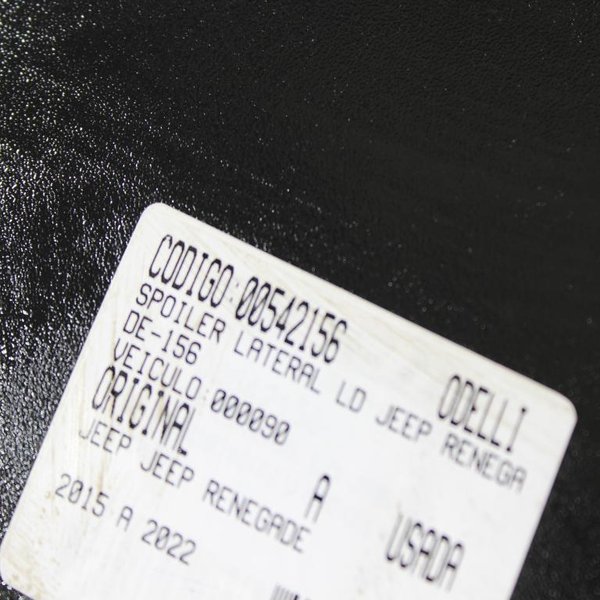 CODIGO:00542156 ODELLI
SPOILER LATERAL LD JEEP RENEGA
DE-156
VEICULO:000090
ORIGINAL A USADA
JEEP JEEP RENEGADE
2015 A 2022